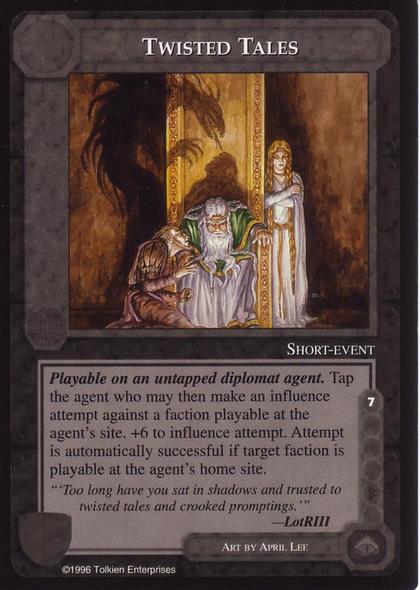 TWISTED TALES
SHORT-EVENT
Playable on an untapped diplomat agent. Tap
the agent who may then make an influence
attempt against a faction playable at the
agent's site. +6 to influence attempt. Attempt
is automatically successful if target faction is
playable at the agent's home site.
7
"'Too long have you sat in shadows and trusted to
twisted tales and crooked promptings.'"
—LotRIII
ART BY APRIL LEE
©1996 Tolkien Enterprises